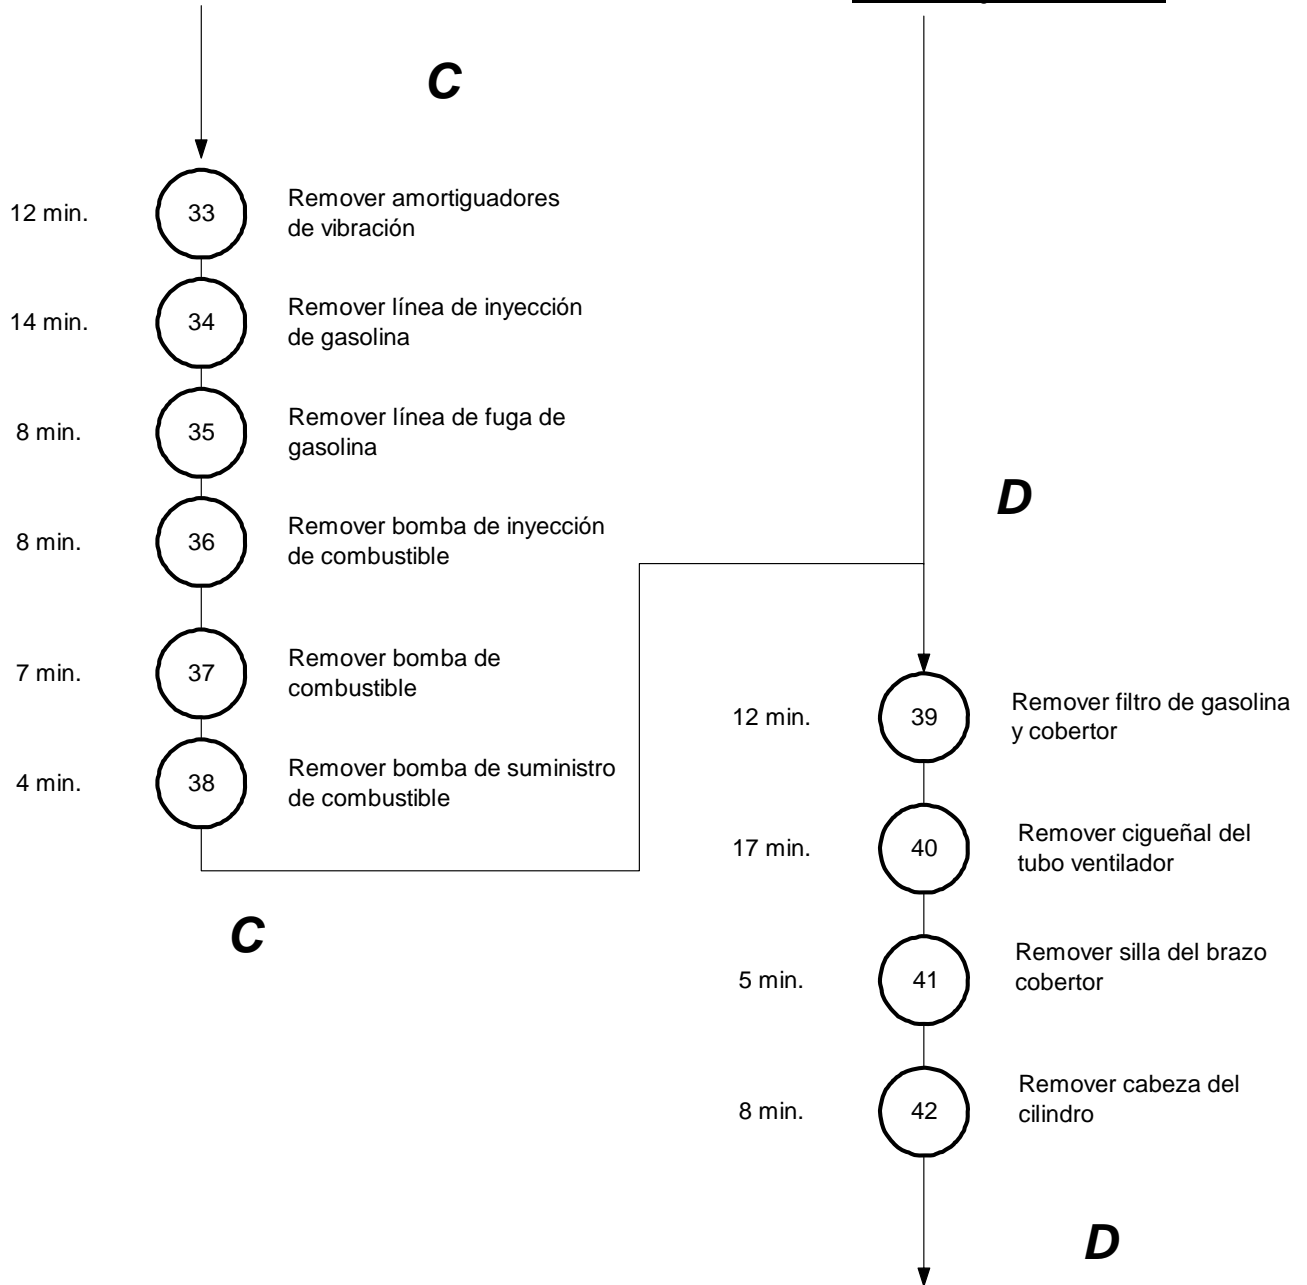 C
12 min.
33
Remover amortiguadores
de vibración
14 min.
34
Remover línea de inyección
de gasolina
8 min.
35
Remover línea de fuga de
gasolina
8 min.
36
Remover bomba de inyección
de combustible
7 min.
37
Remover bomba de
combustible
4 min.
38
Remover bomba de suministro
de combustible
C
D
12 min.
39
Remover filtro de gasolina
y cobertor
17 min.
40
Remover cigueñal del
tubo ventilador
5 min.
41
Remover silla del brazo
cobertor
8 min.
42
Remover cabeza del
cilindro
D